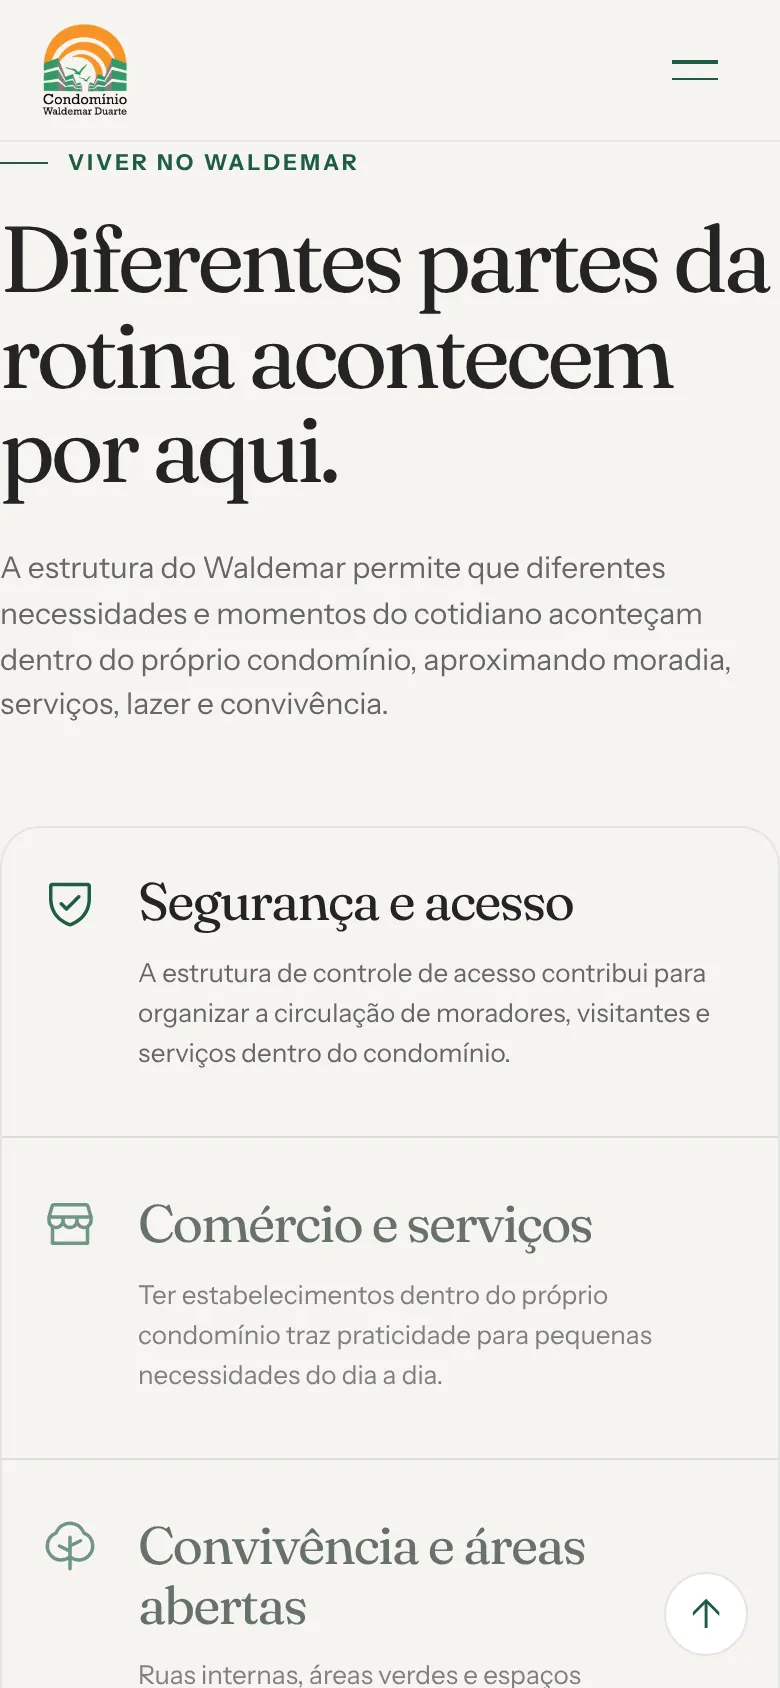 Condomínio
Waldemar Duarte
VIVER NO WALDEMAR
Diferentes partes da
rotina acontecem
por aqui.
A estrutura do Waldemar permite que diferentes
necessidades e momentos do cotidiano aconteçam
dentro do próprio condomínio, aproximando moradia,
serviços, lazer e convivência.
Segurança e acesso
A estrutura de controle de acesso contribui para
organizar a circulação de moradores, visitantes e
serviços dentro do condomínio.
Comércio e serviços
Ter estabelecimentos dentro do próprio
condomínio traz praticidade para pequenas
necessidades do dia a dia.
Convivência e áreas
abertas
Ruas internas, áreas verdes e espaços